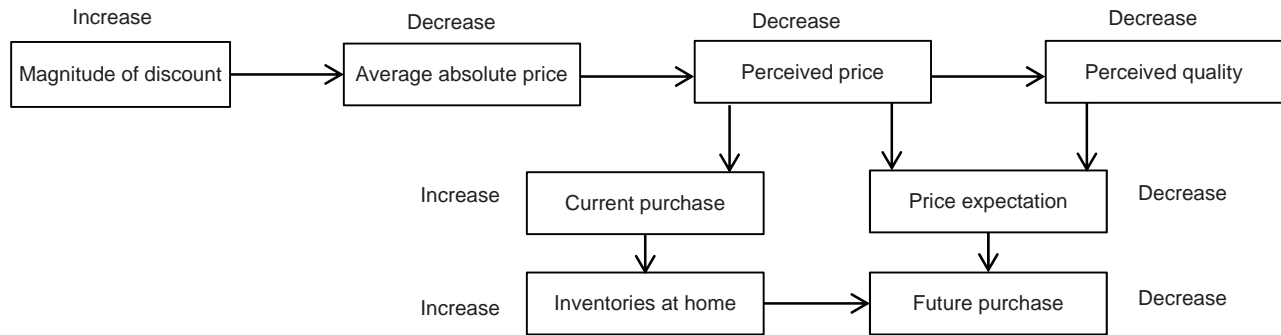 Increase
Decrease
Decrease
Decrease
Magnitude of discount
Average absolute price
Perceived price
Perceived quality
Increase
Current purchase
Price expectation
Decrease
Increase
Inventories at home
Future purchase
Decrease